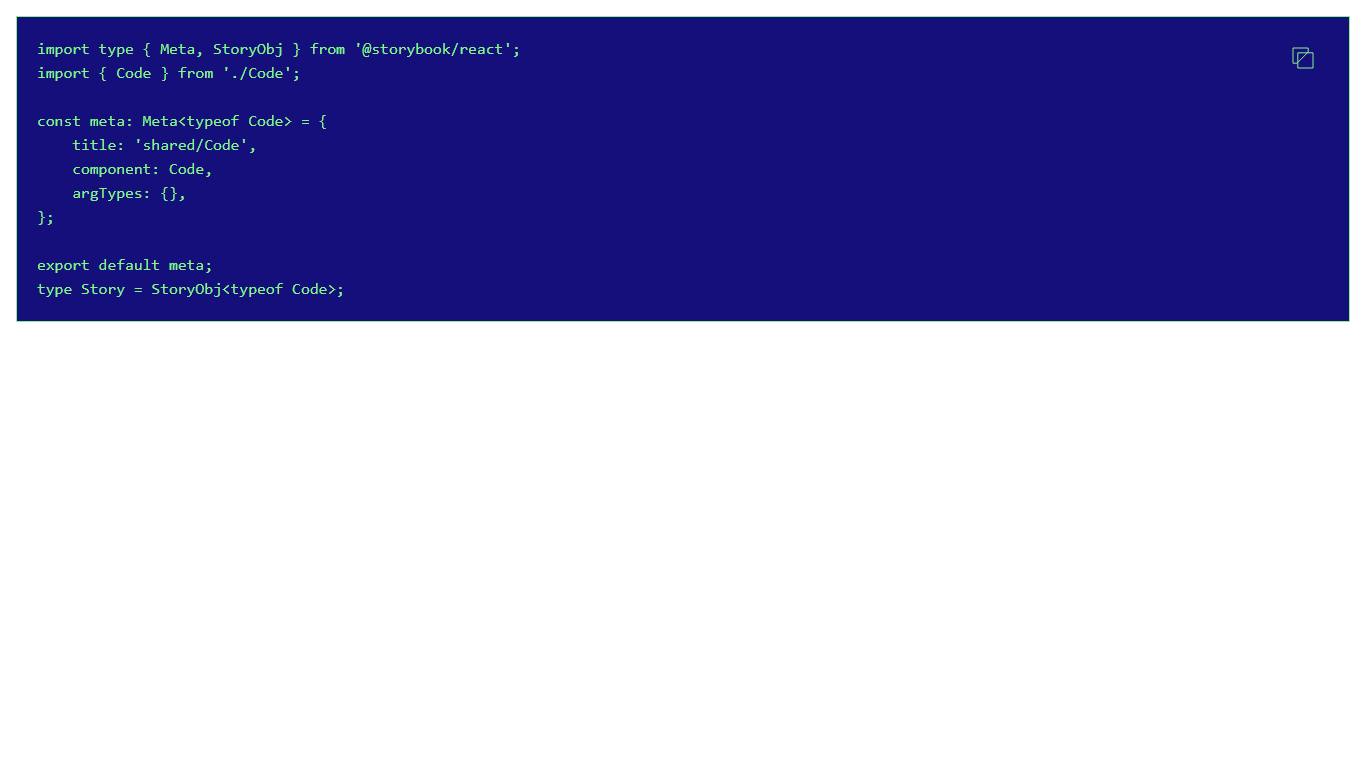 import type { Meta, StoryObj } from '@storybook/react';
import { Code } from './Code';

const meta: Meta<typeof Code> = {
    title: 'shared/Code',
    component: Code,
    argTypes: {},
};

export default meta;
type Story = StoryObj<typeof Code>;